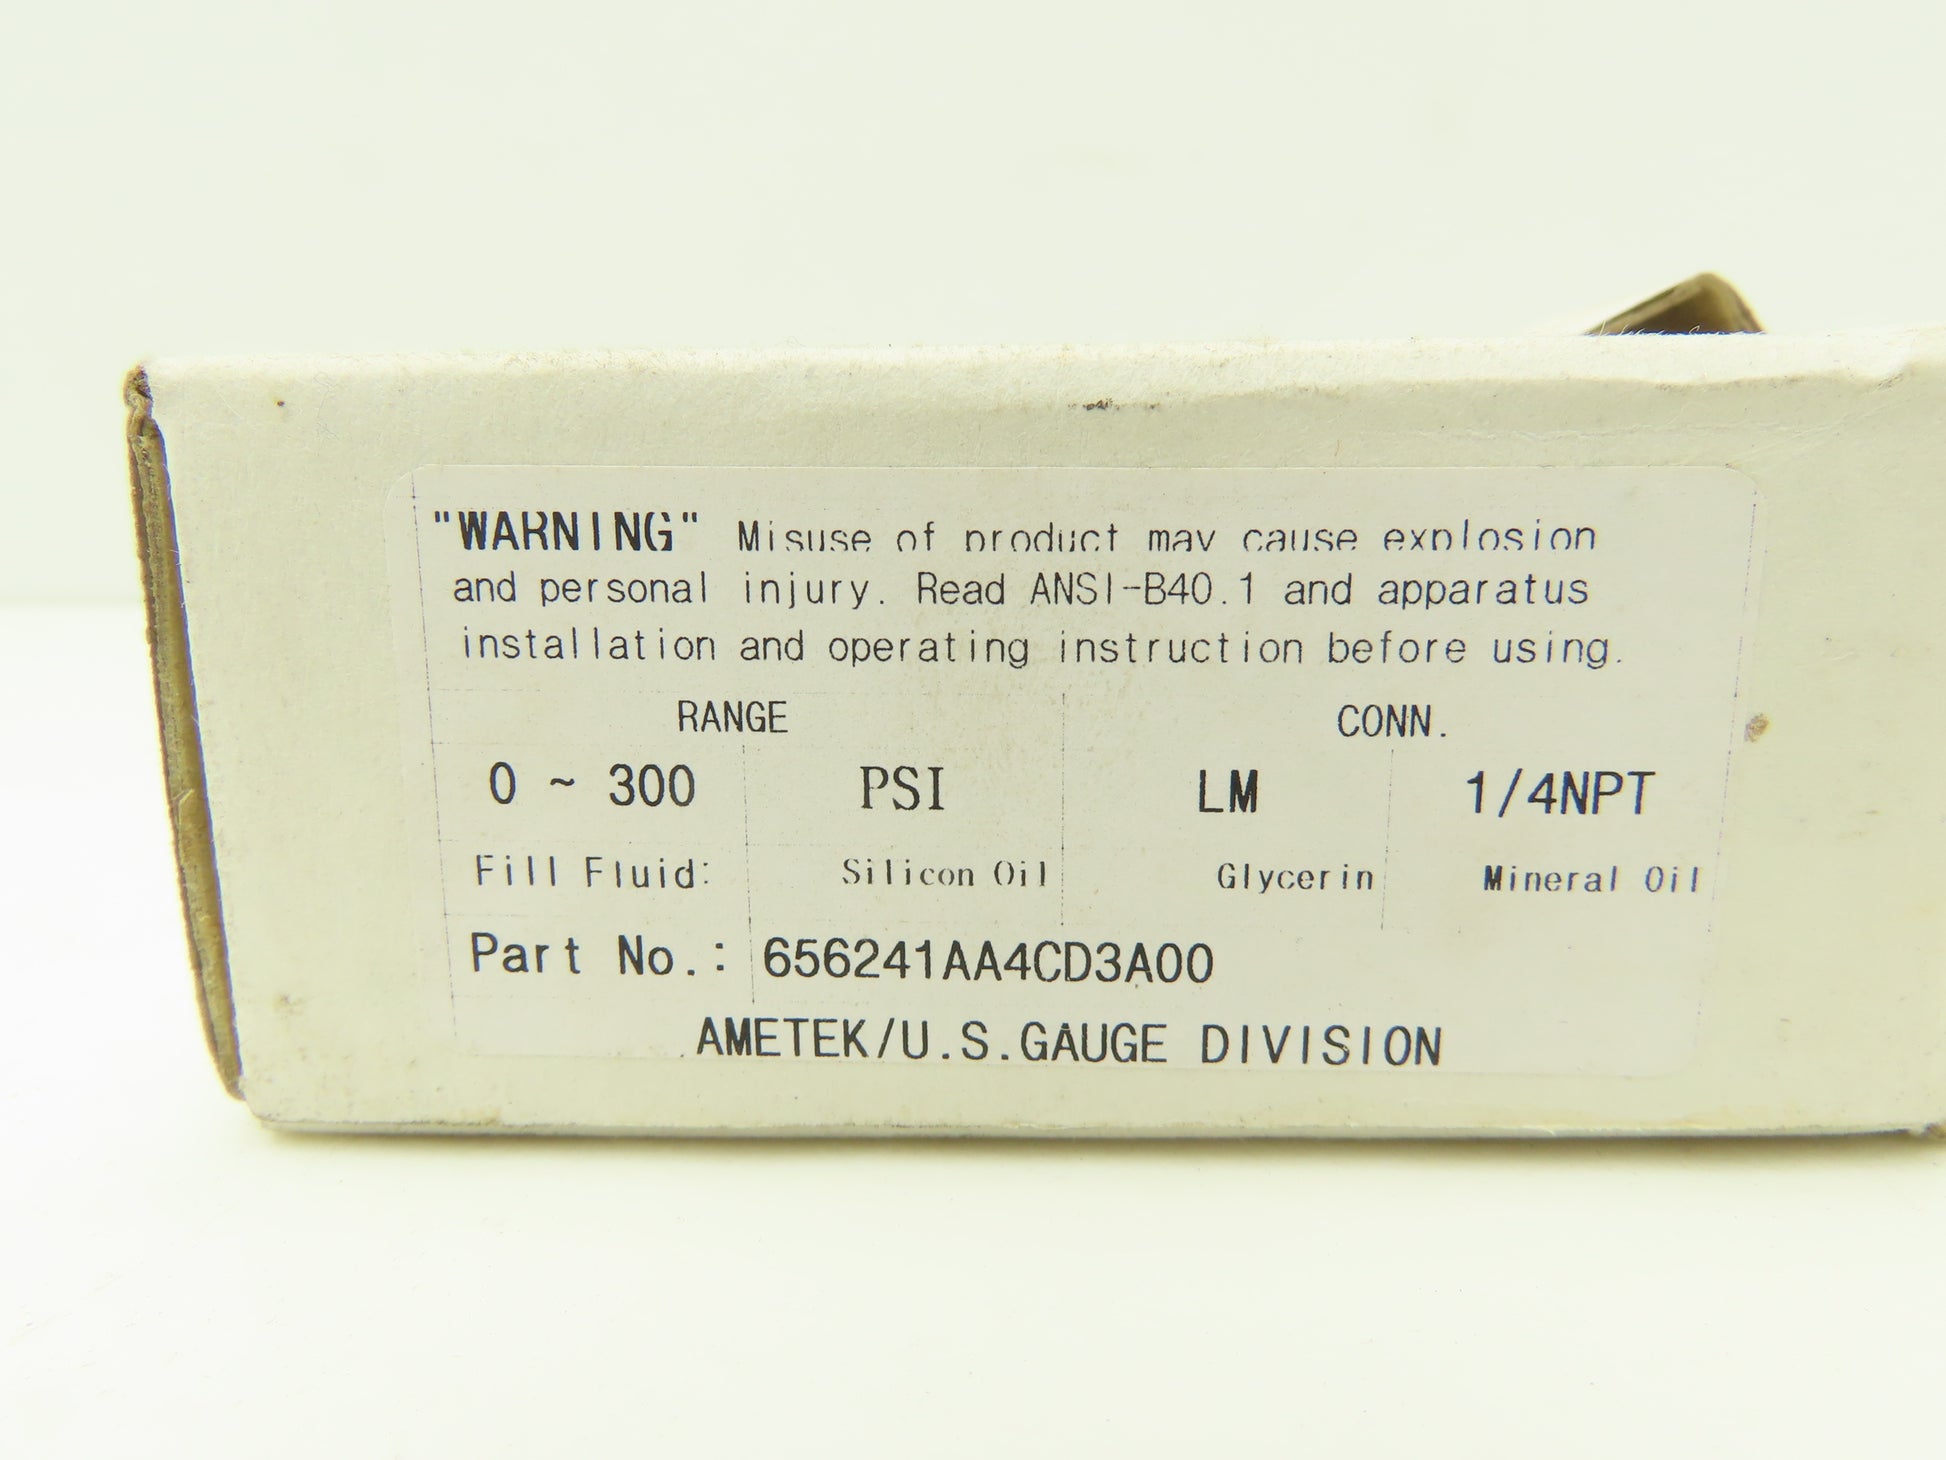 "WARNING" Misuse of product may cause explosion
and personal injury. Read ANSI-B40.1 and apparatus
installation and operating instruction before using.
RANGE CONN.
0 ~ 300 PSI LM 1/4NPT
Fill Fluid: Silicon Oil Glycerin Mineral Oil
Part No.: 656241AA4CD3A00
AMETEK/U.S.GAUGE DIVISION